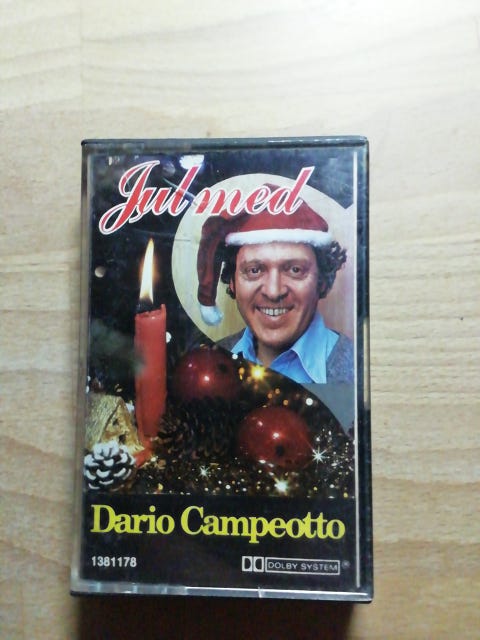 Jul med
Dario Campeotto
1381178
DOLBY SYSTEM